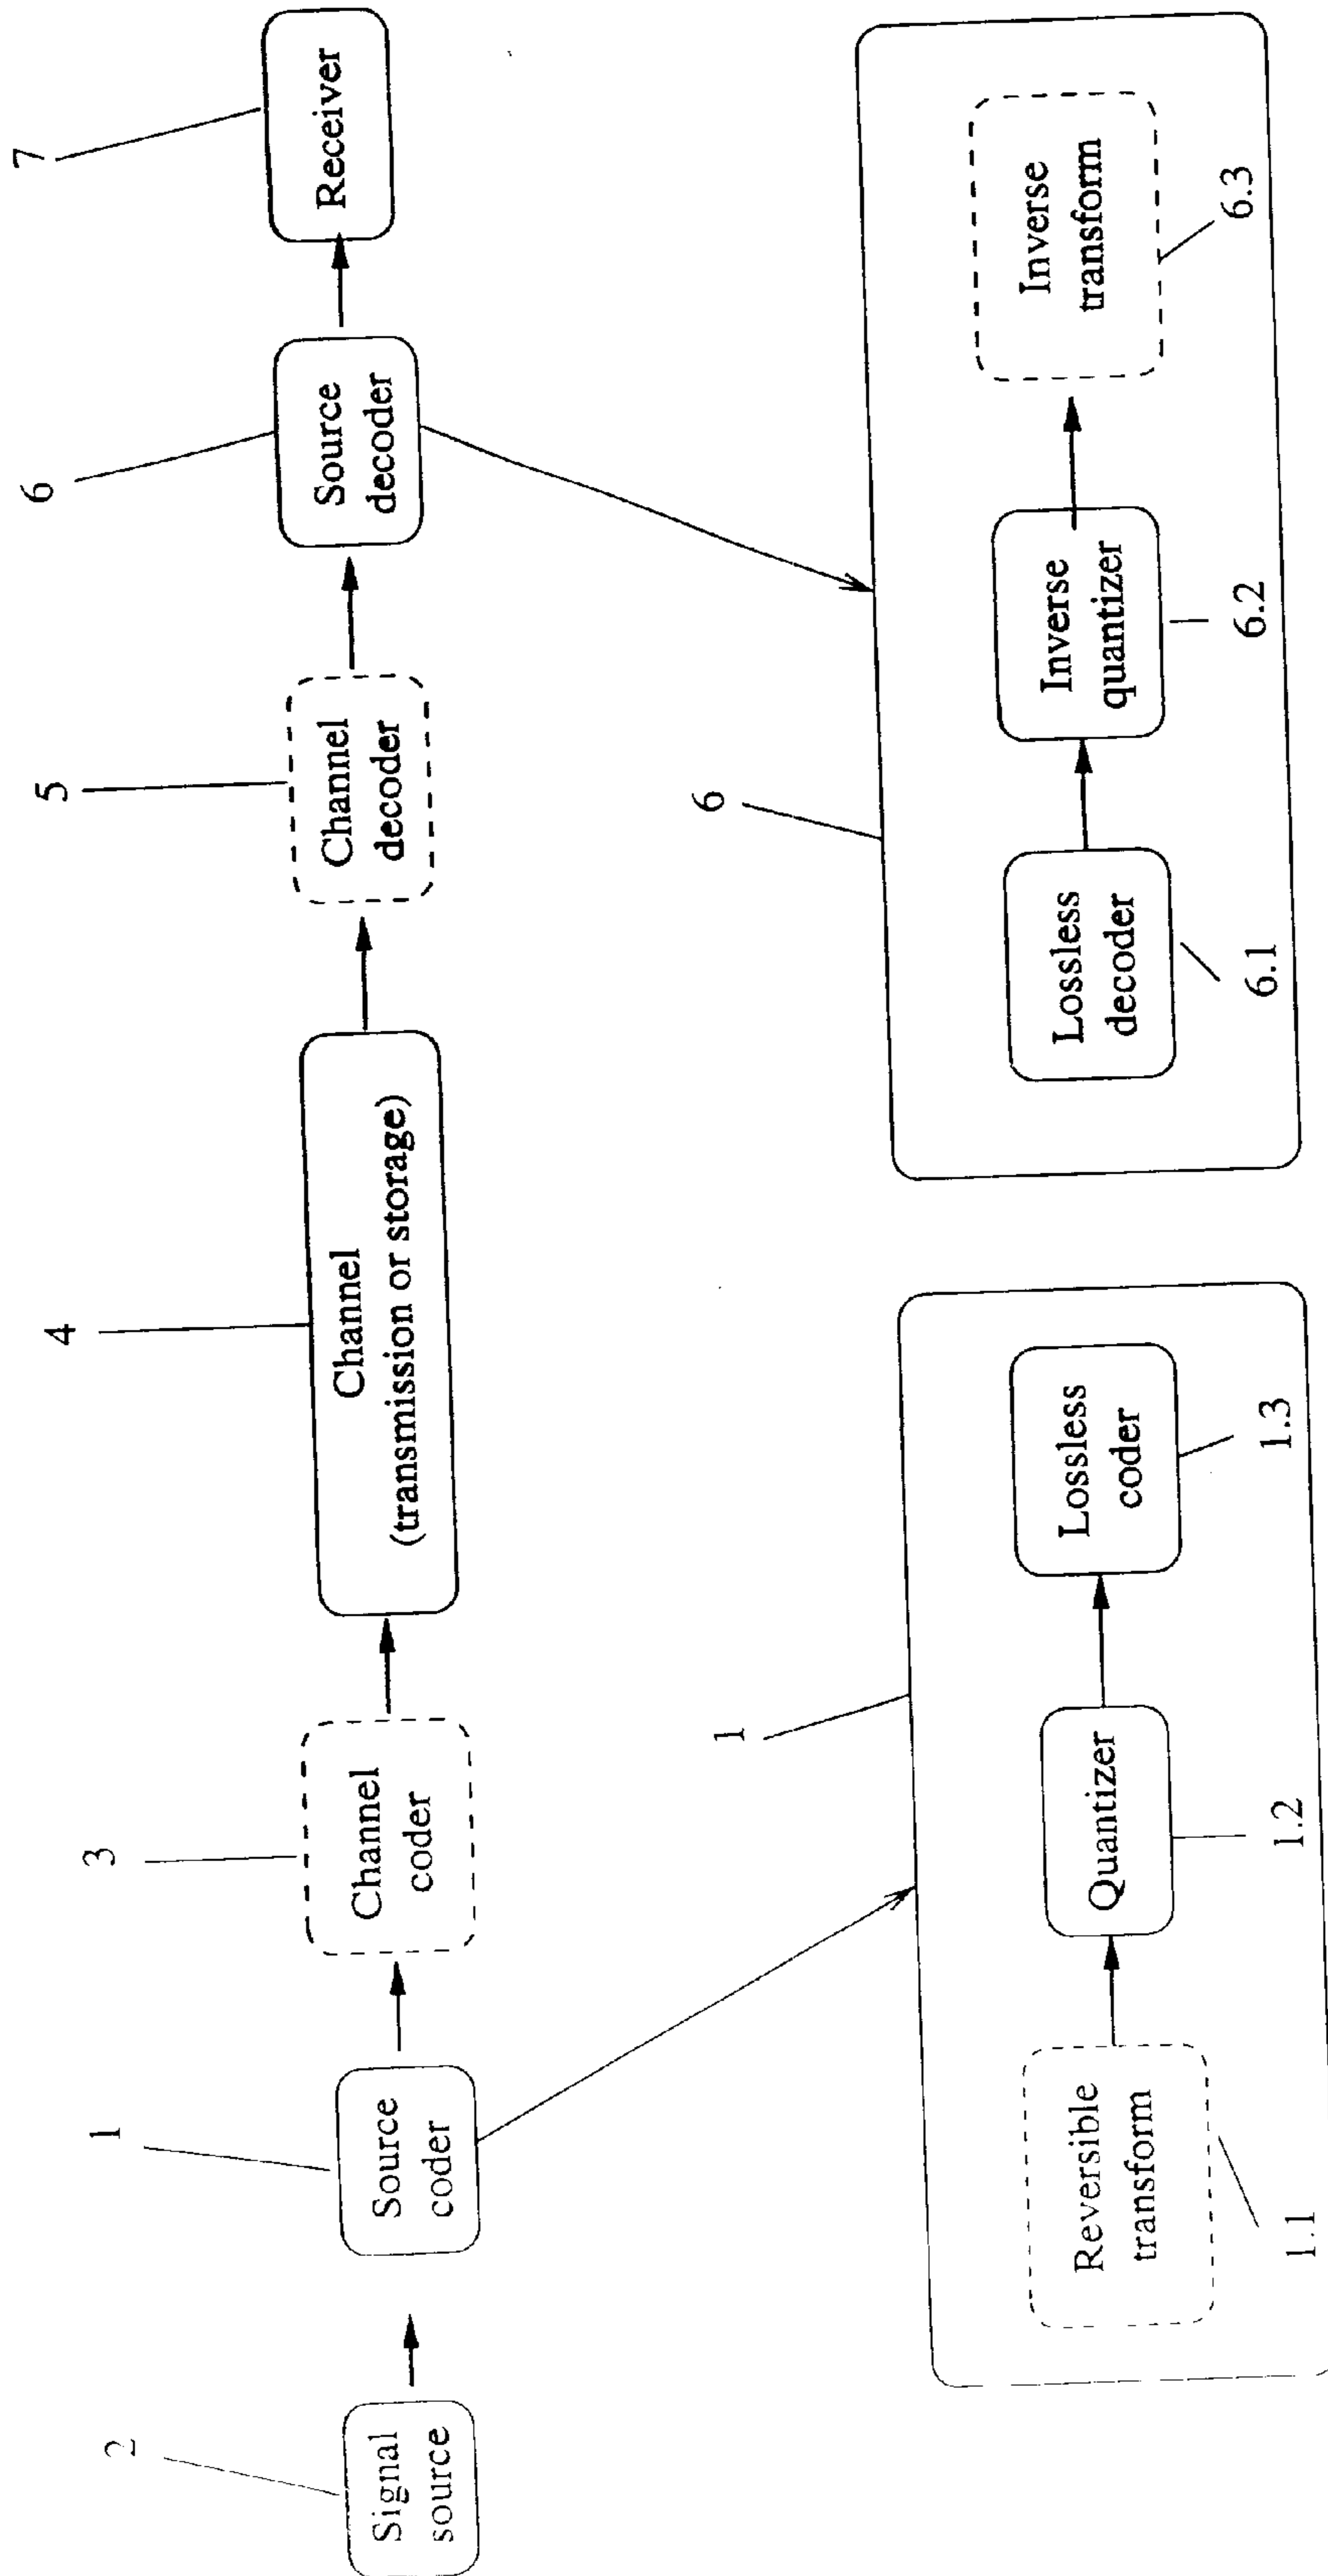 2
1
3
4
5
6
7
Signal
source
Source
coder
Channel
coder
Channel
(transmission or storage)
Channel
decoder
Source
decoder
Receiver
1
Reversible
transform
Quantizer
Lossless
coder
1.1
1.2
1.3
6
Lossless
decoder
Inverse
quantizer
Inverse
transform
6.1
6.2
6.3